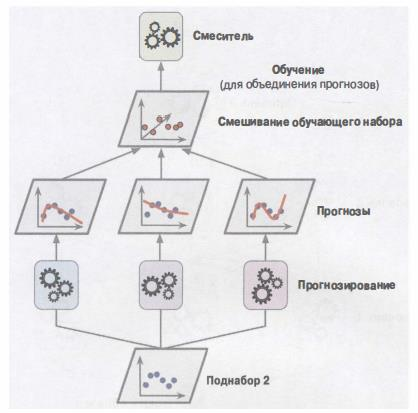 Смеситель
Обучение
(для объединения прогнозов)
Смешивание обучающего набора
Прогнозы
Прогнозирование
Поднабор 2